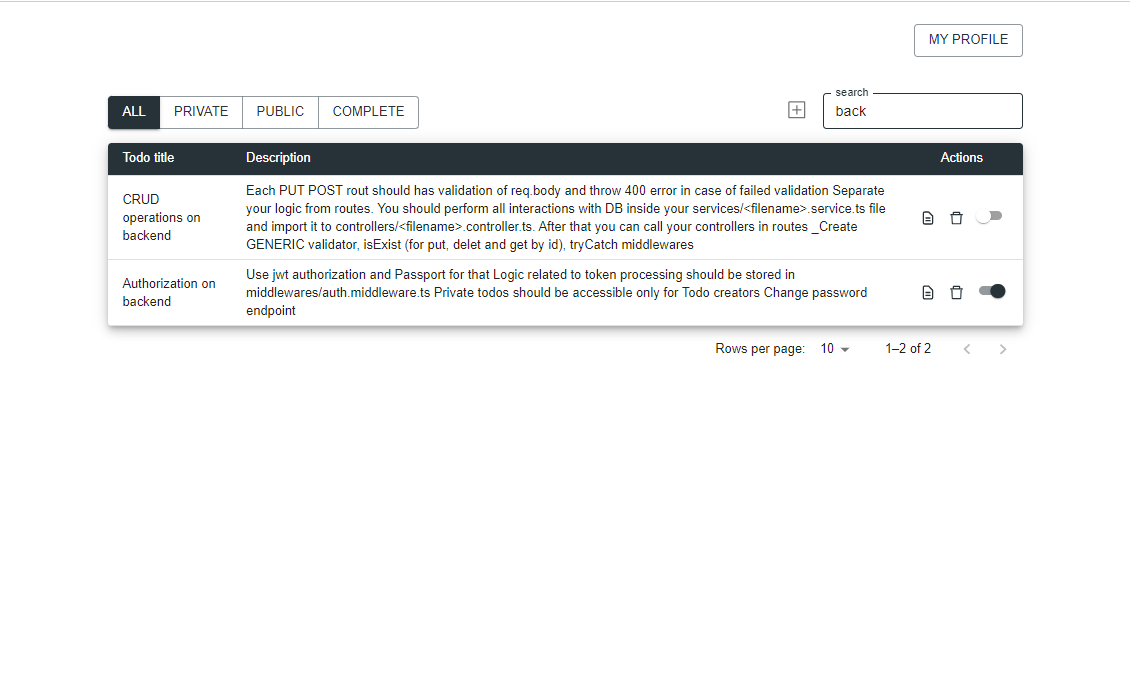 MY PROFILE
ALL PRIVATE PUBLIC COMPLETE
search
back
Todo title Description Actions
CRUD
operations on
backend
Each PUT POST rout should has validation of req.body and throw 400 error in case of failed validation Separate
your logic from routes. You should perform all interactions with DB inside your services/<filename>.service.ts file
and import it to controllers/<filename>.controller.ts. After that you can call your controllers in routes _Create
GENERIC validator, isExist (for put, delet and get by id), tryCatch middlewares
Authorization on
backend
Use jwt authorization and Passport for that Logic related to token processing should be stored in
middlewares/auth.middleware.ts Private todos should be accessible only for Todo creators Change password
endpoint
Rows per page: 10 1–2 of 2